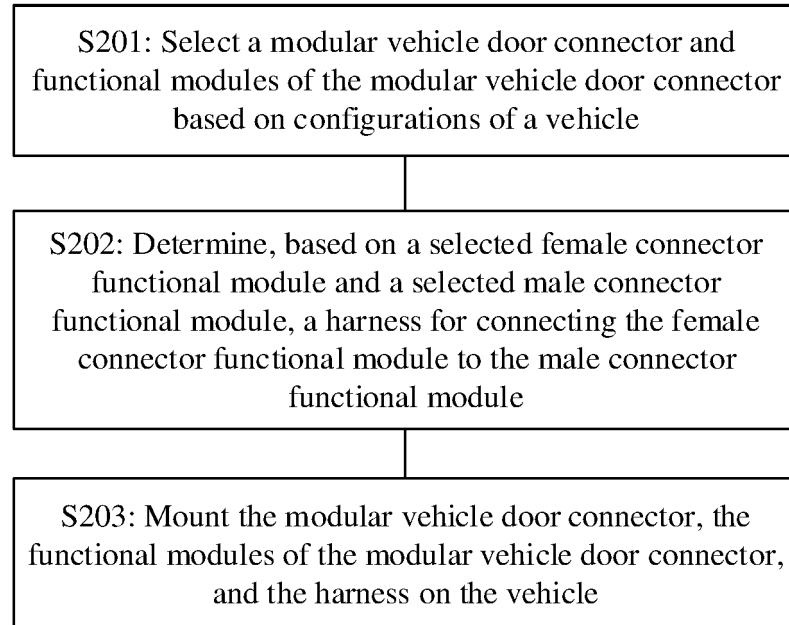 S201: Select a modular vehicle door connector and
functional modules of the modular vehicle door connector
based on configurations of a vehicle
S202: Determine, based on a selected female connector
functional module and a selected male connector
functional module, a harness for connecting the female
connector functional module to the male connector
functional module
S203: Mount the modular vehicle door connector, the
functional modules of the modular vehicle door connector,
and the harness on the vehicle